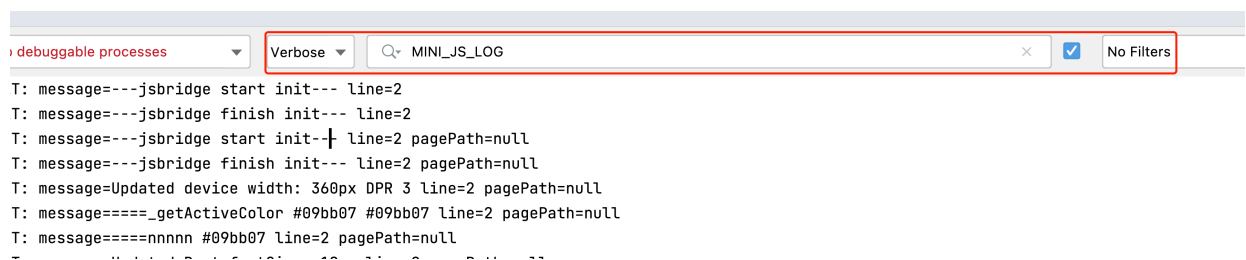 debuggable processes Verbose MINI_JS_LOG No Filters
T: message=---jsbridge start init--- line=2
T: message=---jsbridge finish init--- line=2
T: message=---jsbridge start init--- line=2 pagePath=null
T: message=---jsbridge finish init--- line=2 pagePath=null
T: message=Updated device width: 360px DPR 3 line=2 pagePath=null
T: message=====_getActiveColor #09bb07 #09bb07 line=2 pagePath=null
T: message=====nnnnn #09bb07 line=2 pagePath=null